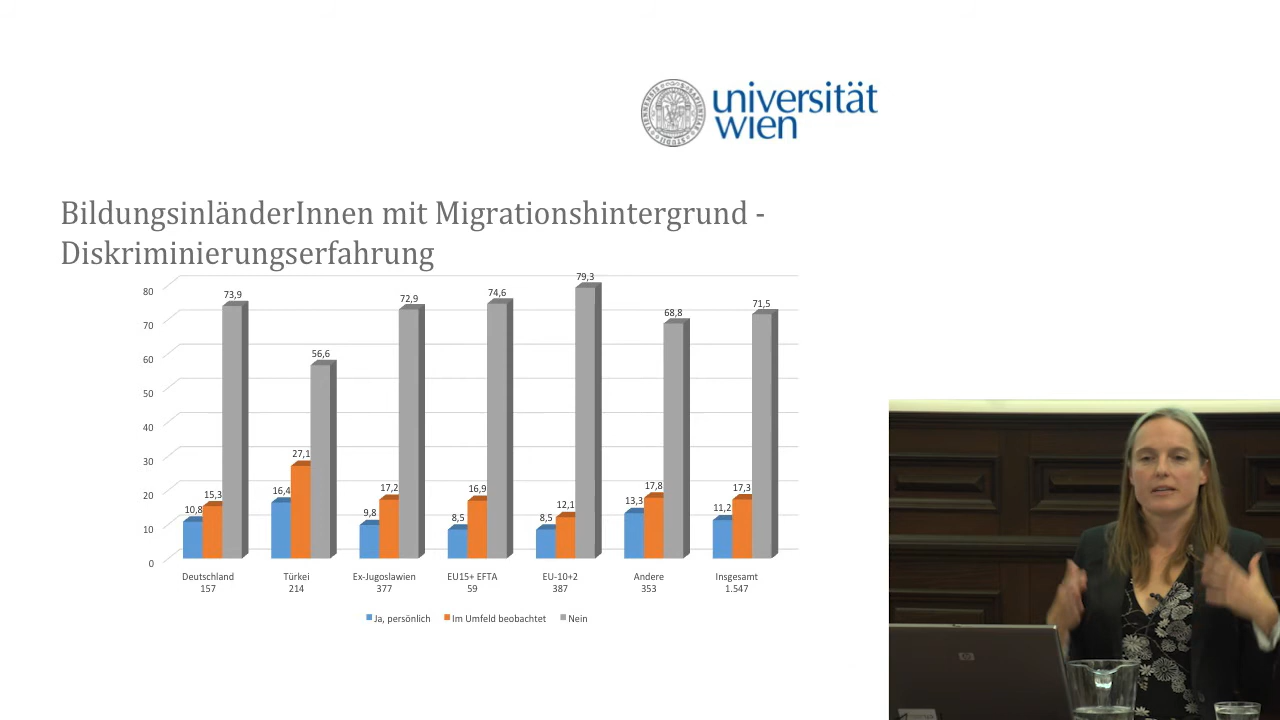 universität
wien
BildungsinländerInnen mit Migrationshintergrund -
Diskriminierungserfahrung
80
70
60
50
40
30
20
10
0
73,9
56,6
72,9
74,6
79,3
68,8
71,5
10,8
15,3
16,4
27,1
9,8
17,2
8,5
16,9
8,5
12,1
13,3
17,8
11,2
17,3
Deutschland
157
Türkei
214
Ex-Jugoslawien
377
EU15+ EFTA
59
EU-10+2
387
Andere
353
Insgesamt
1.547
Ja, persönlich
Im Umfeld beobachtet
Nein
hp